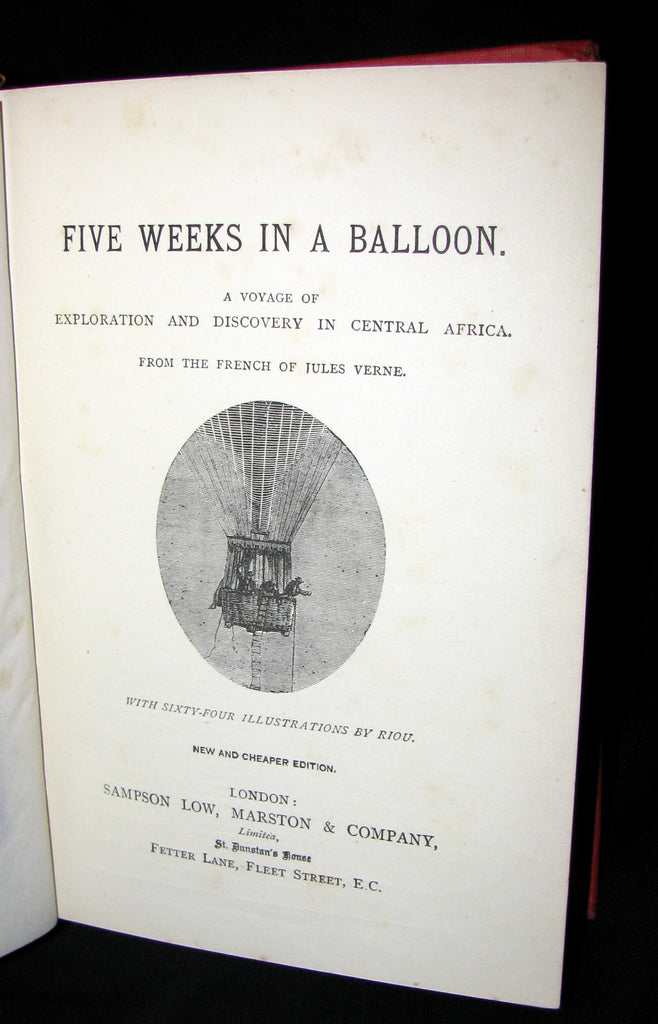 FIVE WEEKS IN A BALLOON.
A VOYAGE OF
EXPLORATION AND DISCOVERY IN CENTRAL AFRICA.
FROM THE FRENCH OF JULES VERNE.
WITH SIXTY-FOUR ILLUSTRATIONS BY RIOU.
NEW AND CHEAPER EDITION.
LONDON:
SAMPSON LOW, MARSTON & COMPANY,
Limited,
St. Dunstan's House
FETTER LANE, FLEET STREET, E.C.